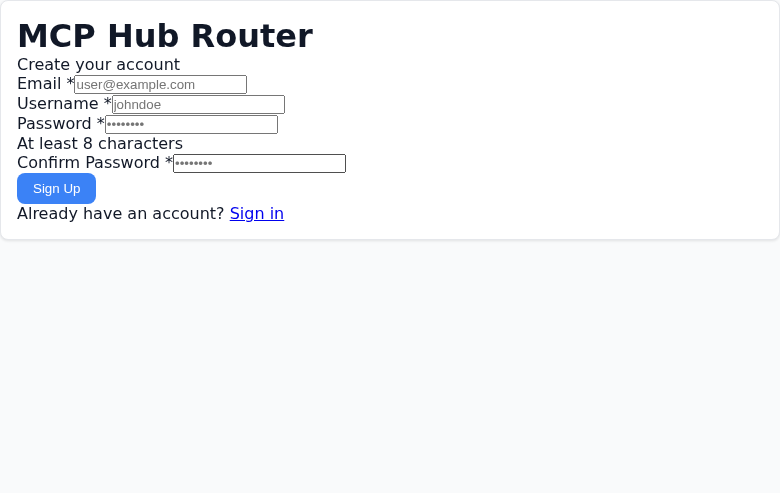 MCP Hub Router
Create your account
Email * user@example.com
Username * johndoe
Password * ••••••••
At least 8 characters
Confirm Password * ••••••••
Sign Up
Already have an account? Sign in